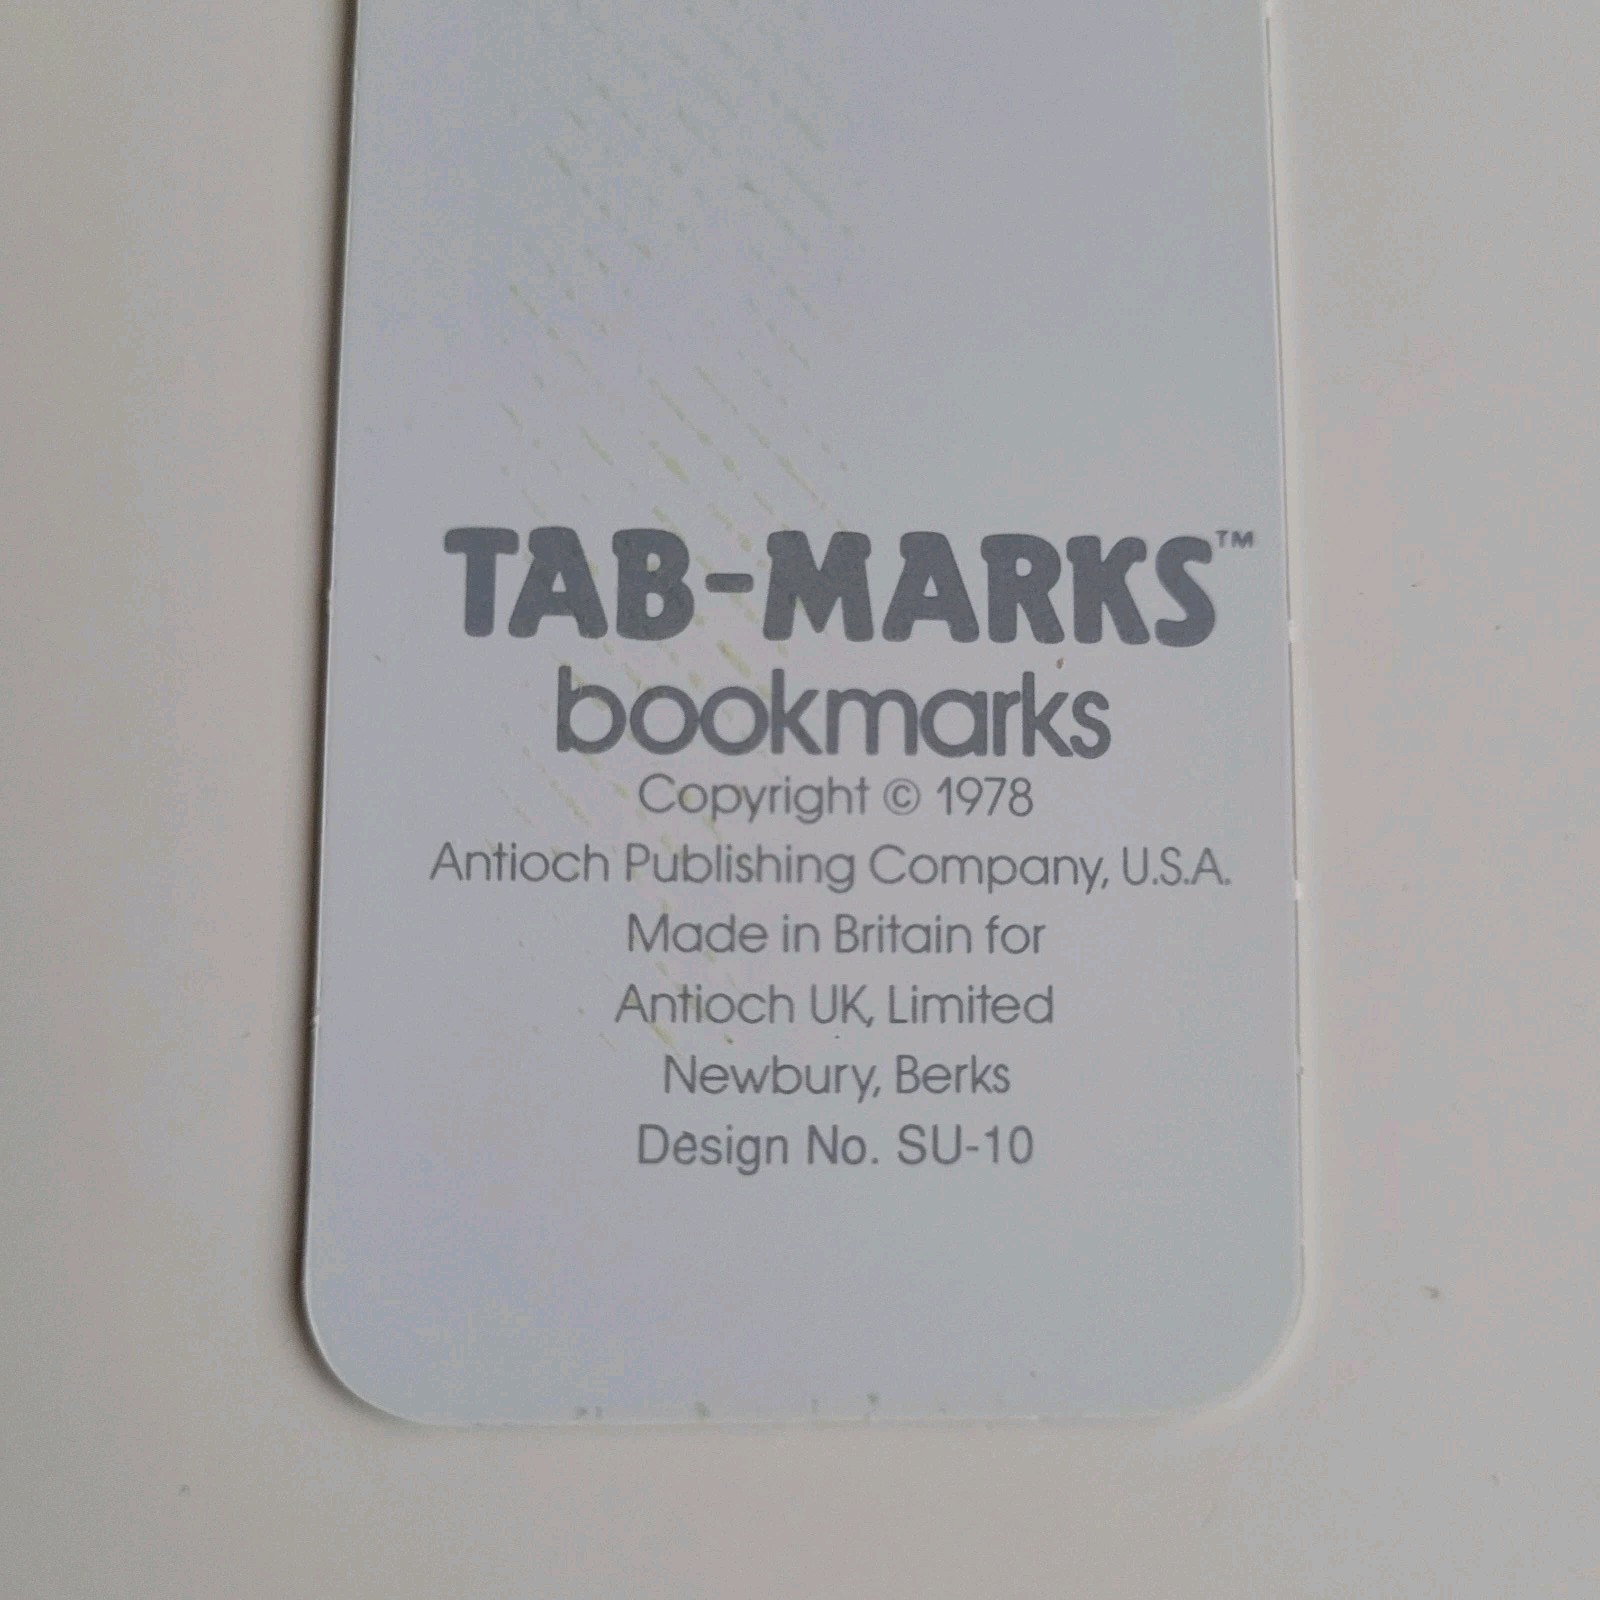 TAB-MARKS™
bookmarks
Copyright © 1978
Antioch Publishing Company, U.S.A.
Made in Britain for
Antioch UK, Limited
Newbury, Berks
Design No. SU-10